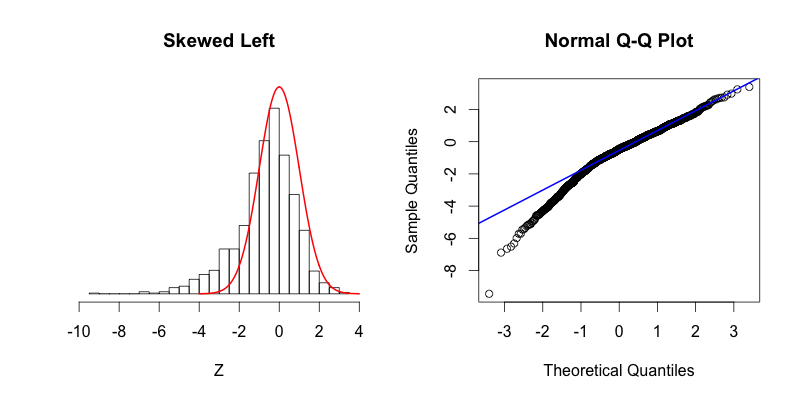 Skewed Left
-10 -8 -6 -4 -2 0 2 4
Z
Normal Q-Q Plot
Sample Quantiles
2
0
-2
-4
-6
-8
-3 -2 -1 0 1 2 3
Theoretical Quantiles